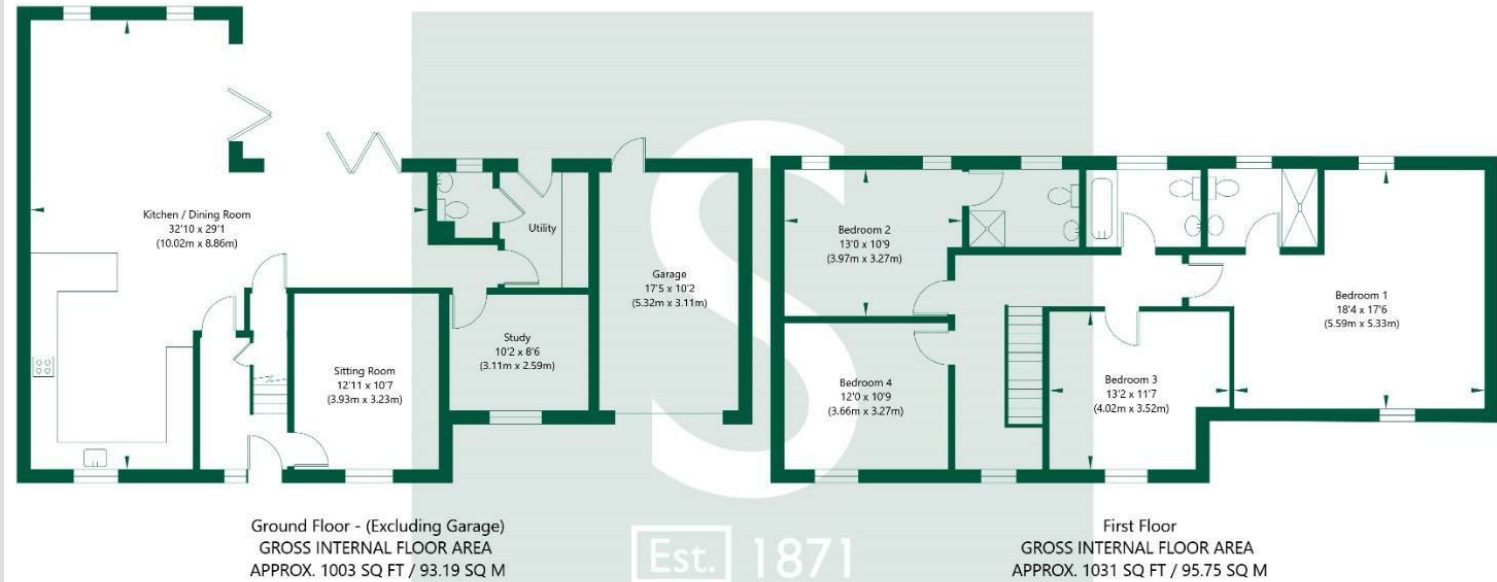 Kitchen / Dining Room
32'10 x 29'1
(10.02m x 8.86m)
Utility
Garage
17'5 x 10'2
(5.32m x 3.11m)
Study
10'2 x 8'6
(3.11m x 2.59m)
Sitting Room
12'11 x 10'7
(3.93m x 3.23m)
Ground Floor - (Excluding Garage)
GROSS INTERNAL FLOOR AREA
APPROX. 1003 SQ FT / 93.19 SQ M
Bedroom 2
13'0 x 10'9
(3.97m x 3.27m)
Bedroom 1
18'4 x 17'6
(5.59m x 5.33m)
Bedroom 4
12'0 x 10'9
(3.66m x 3.27m)
Bedroom 3
13'2 x 11'7
(4.02m x 3.52m)
First Floor
GROSS INTERNAL FLOOR AREA
APPROX. 1031 SQ FT / 95.75 SQ M
S
Est. 1871